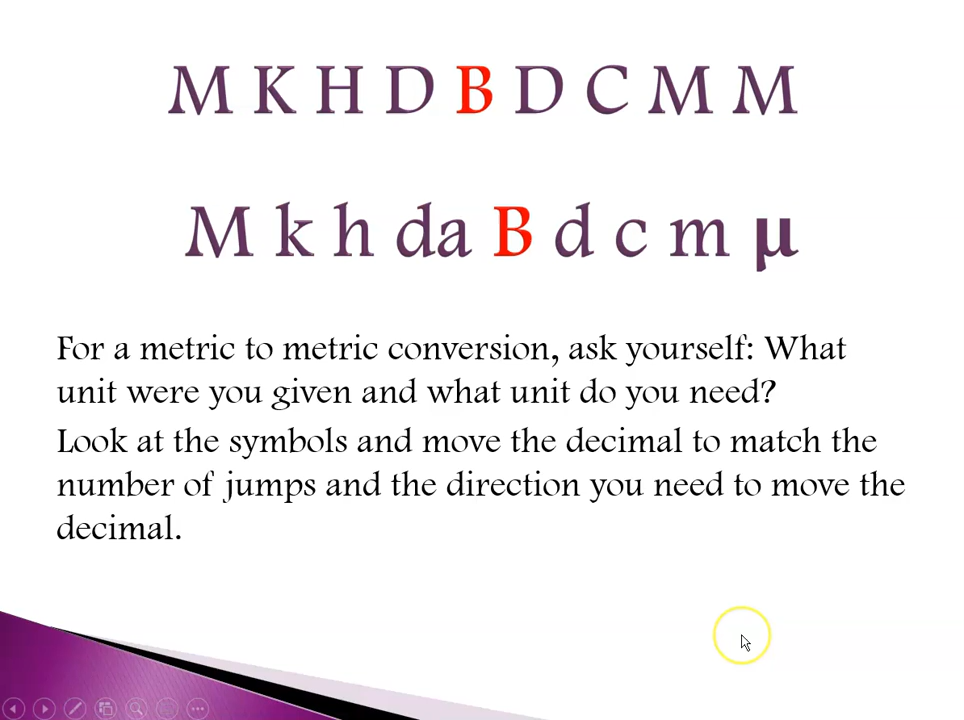 M K H D B D C M M
M k h da B d c m µ
For a metric to metric conversion, ask yourself: What
unit were you given and what unit do you need?
Look at the symbols and move the decimal to match the
number of jumps and the direction you need to move the
decimal.